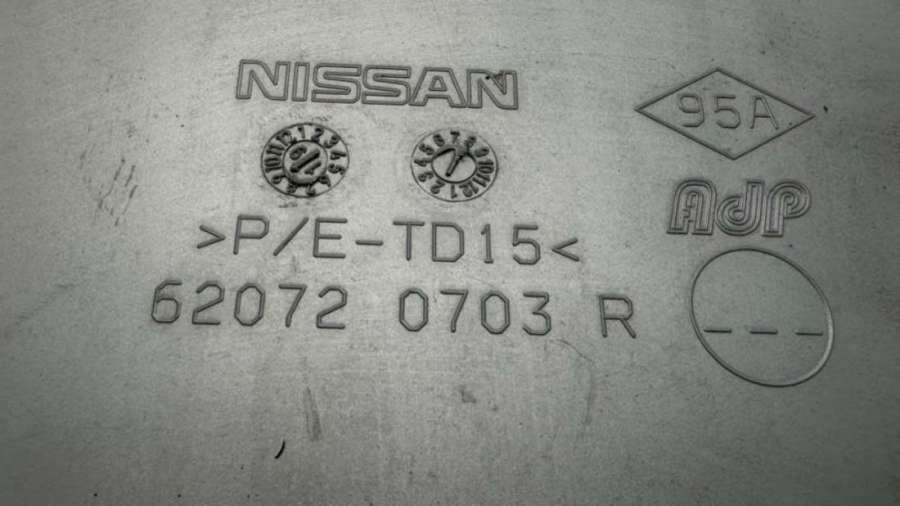 NISSAN
95A
AdP
>P/E-TD15<
62072 0703 R